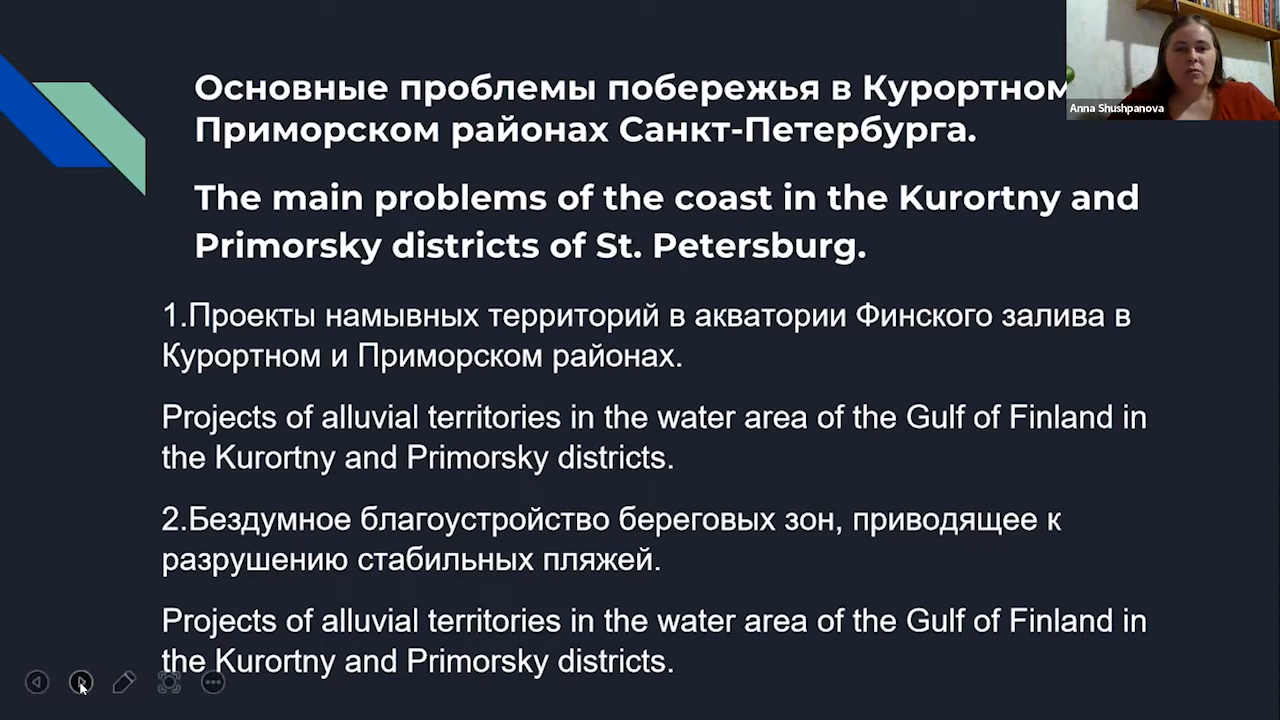 Основные проблемы побережья в Курортном
Приморском районах Санкт-Петербурга.
The main problems of the coast in the Kurortny and
Primorsky districts of St. Petersburg.
1.Проекты намывных территорий в акватории Финского залива в
Курортном и Приморском районах.
Projects of alluvial territories in the water area of the Gulf of Finland in
the Kurortny and Primorsky districts.
2.Бездумное благоустройство береговых зон, приводящее к
разрушению стабильных пляжей.
Projects of alluvial territories in the water area of the Gulf of Finland in
the Kurortny and Primorsky districts.
Anna Shushpanova